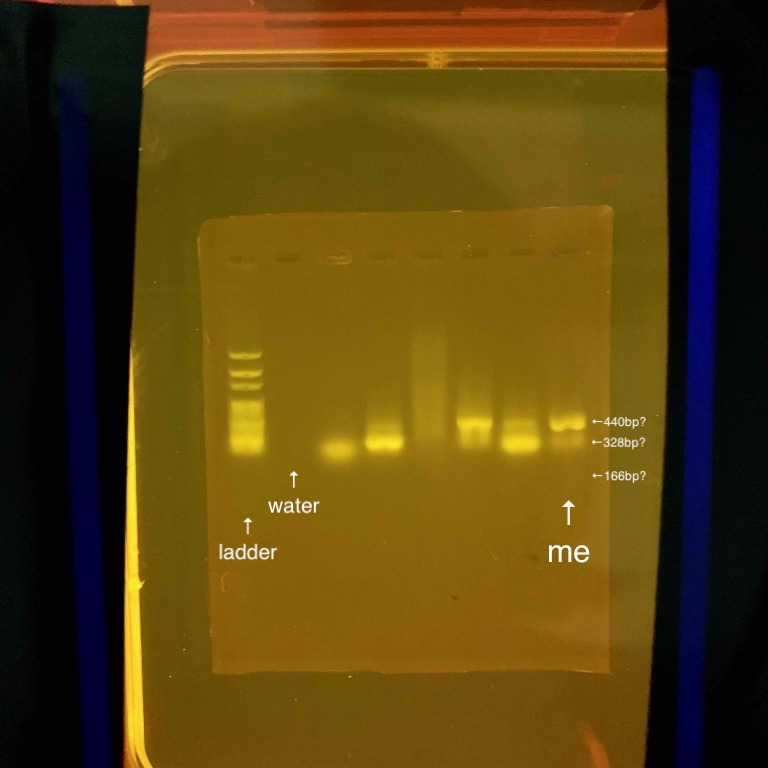 ←440bp?
←328bp?
←166bp?
↑
water
↑
ladder
↑
me